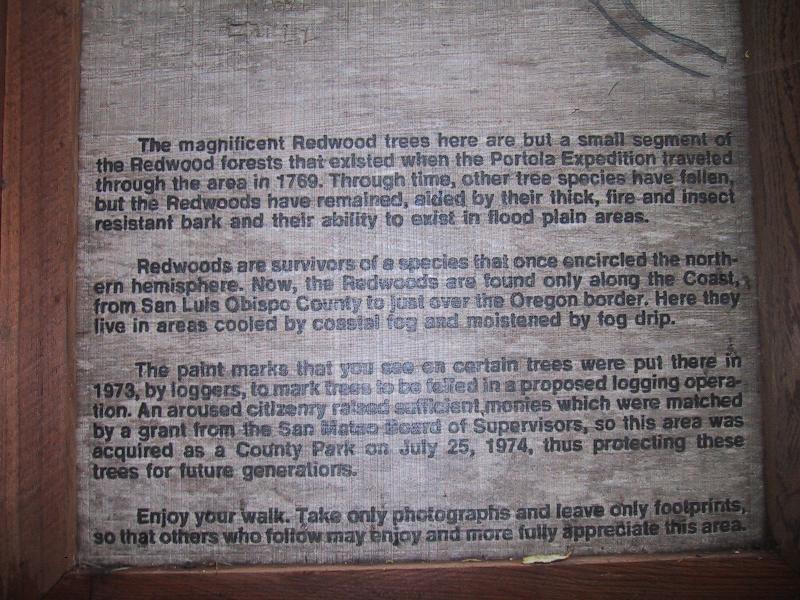 The magnificent Redwood trees here are but a small segment of
the Redwood forests that existed when the Portola Expedition traveled
through the area in 1769. Through time, other tree species have fallen,
but the Redwoods have remained, aided by their thick, fire and insect
resistant bark and their ability to exist in flood plain areas.
Redwoods are survivors of a species that once encircled the north-
ern hemisphere. Now, the Redwoods are found only along the Coast,
from San Luis Obispo County to just over the Oregon border. Here they
live in areas cooled by coastal fog and moistened by fog drip.
The paint marks that you see on certain trees were put there in
1973, by loggers, to mark trees to be felled in a proposed logging opera-
tion. An aroused citizenry raised sufficient monies which were matched
by a grant from the San Mateo Board of Supervisors, so this area was
acquired as a County Park on July 25, 1974, thus protecting these
trees for future generations.
Enjoy your walk. Take only photographs and leave only footprints,
so that others who follow may enjoy and more fully appreciate this area.